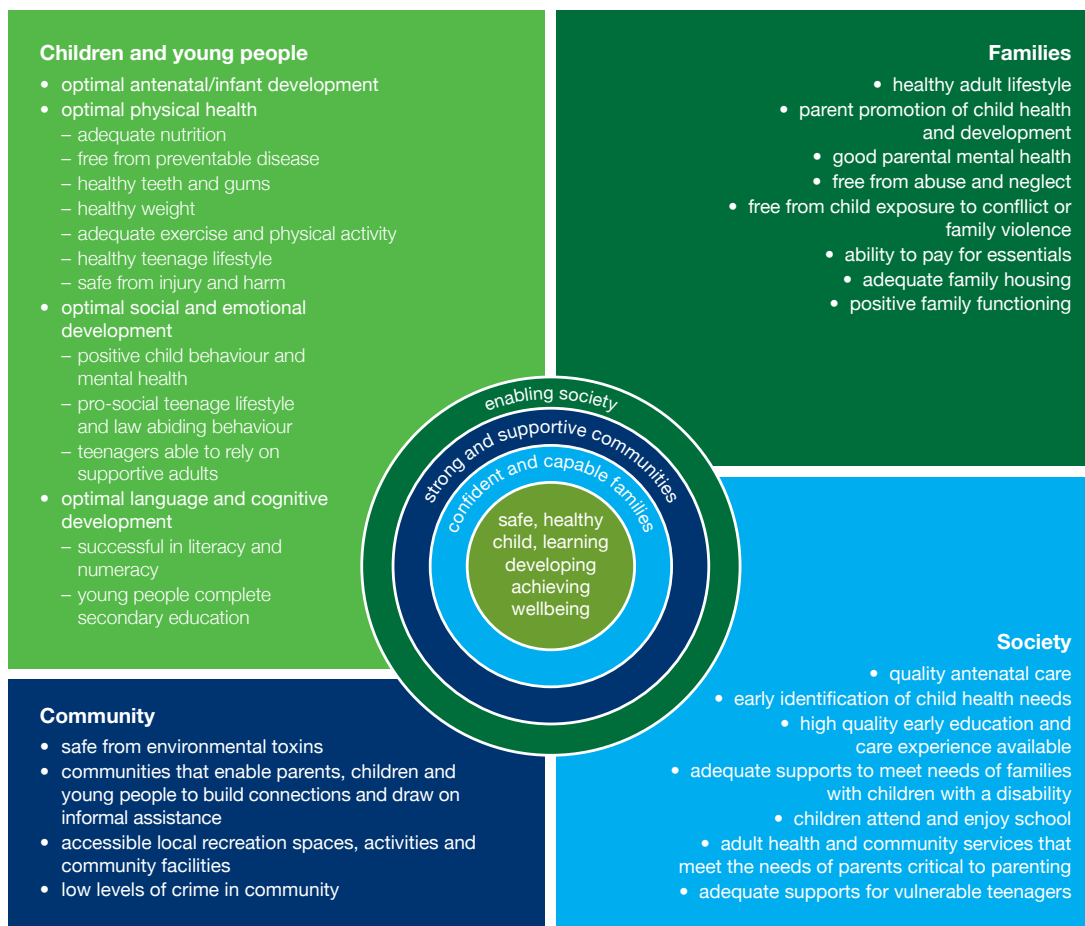 Children and young people
• optimal antenatal/infant development
• optimal physical health
– adequate nutrition
– free from preventable disease
– healthy teeth and gums
– healthy weight
– adequate exercise and physical activity
– healthy teenage lifestyle
– safe from injury and harm
• optimal social and emotional
development
– positive child behaviour and
mental health
– pro-social teenage lifestyle
and law abiding behaviour
– teenagers able to rely on
supportive adults
• optimal language and cognitive
development
– successful in literacy and
numeracy
– young people complete
secondary education
Families
• healthy adult lifestyle
• parent promotion of child health
and development
• good parental mental health
• free from abuse and neglect
• free from child exposure to confllict or
family violence
• ability to pay for essentials
• adequate family housing
• positive family functioning
enabling society
strong and supportive communities
confident and capable families
safe, healthy
child, learning
developing
achieving
wellbeing
Community
• safe from environmental toxins
• communities that enable parents, children and
young people to build connections and draw on
informal assistance
• accessible local recreation spaces, activities and
community facilities
• low levels of crime in community
Society
• quality antenatal care
• early identification of child health needs
• high quality early education and
care experience available
• adequate supports to meet needs of families
with children with a disability
• children attend and enjoy school
• adult health and community services that
meet the needs of parents critical to parenting
• adequate supports for vulnerable teenagers